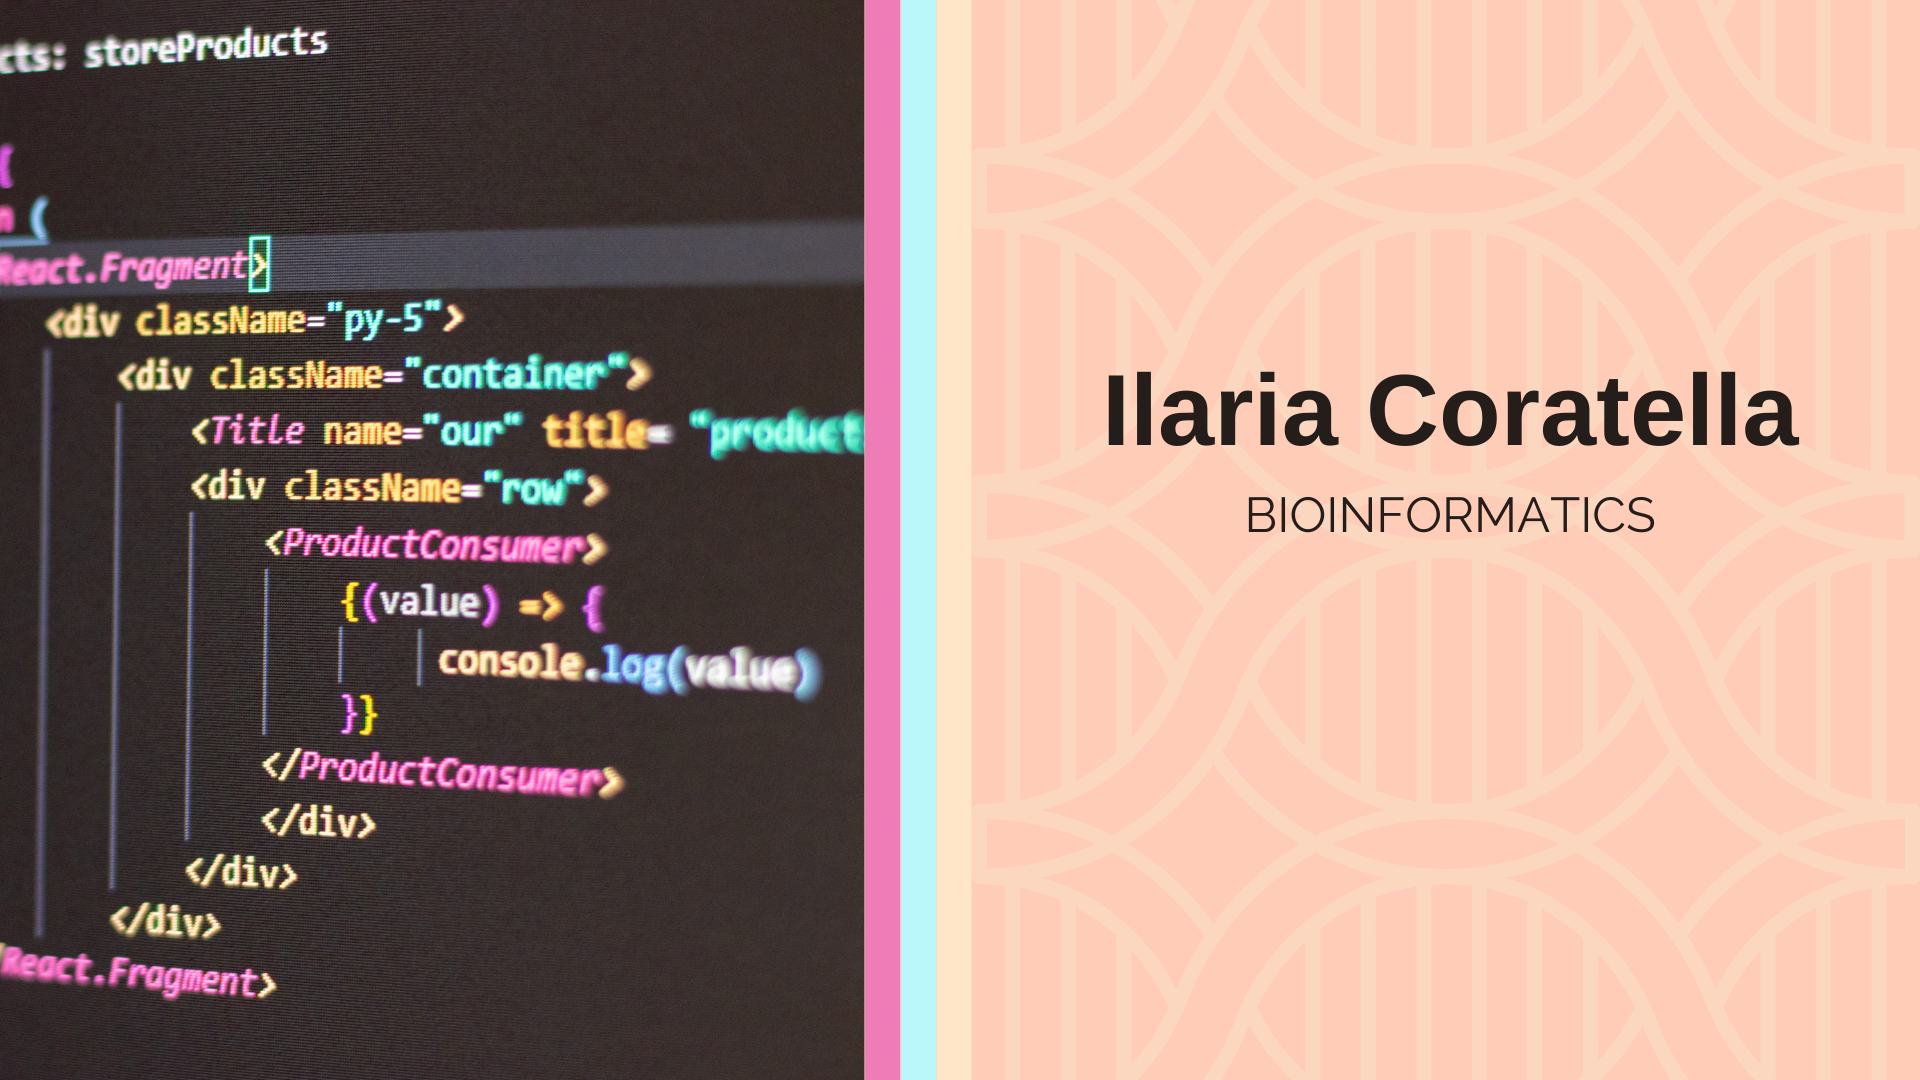 cts: storeProducts
{
n (
React.Fragment>
<div className="py-5">
<div className="container">
<Title name="our" title= "product
<div className="row">
<ProductConsumer>
{(value) => {
console.log(value)
}}
</ProductConsumer>
</div>
</div>
</div>
/React.Fragment>
Ilaria Coratella
BIOINFORMATICS